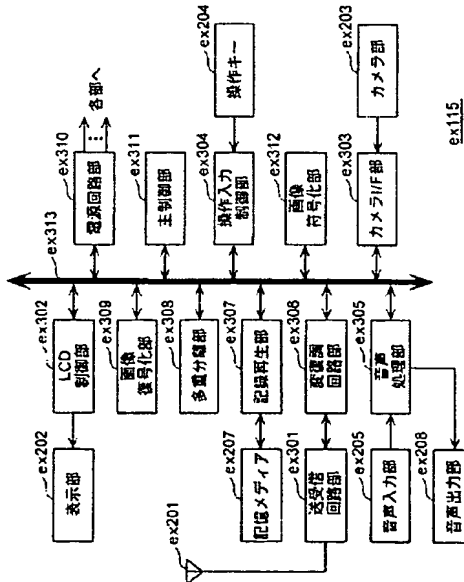 ex204
操作キー
ex203
カメラ部
ex115
ex310
電源回路部
各部へ
…
ex311
主制御部
ex304
操作入力
制御部
ex312
画像
符号化部
ex303
カメラI/F部
ex313
ex302
LCD
制御部
ex309
画像
復号化部
ex308
多重分離部
ex307
記録再生部
ex306
変復調
回路部
ex305
音声
処理部
ex202
表示部
ex207
記憶メディア
ex301
送受信
回路部
ex205
音声入力部
ex208
音声出力部
ex201